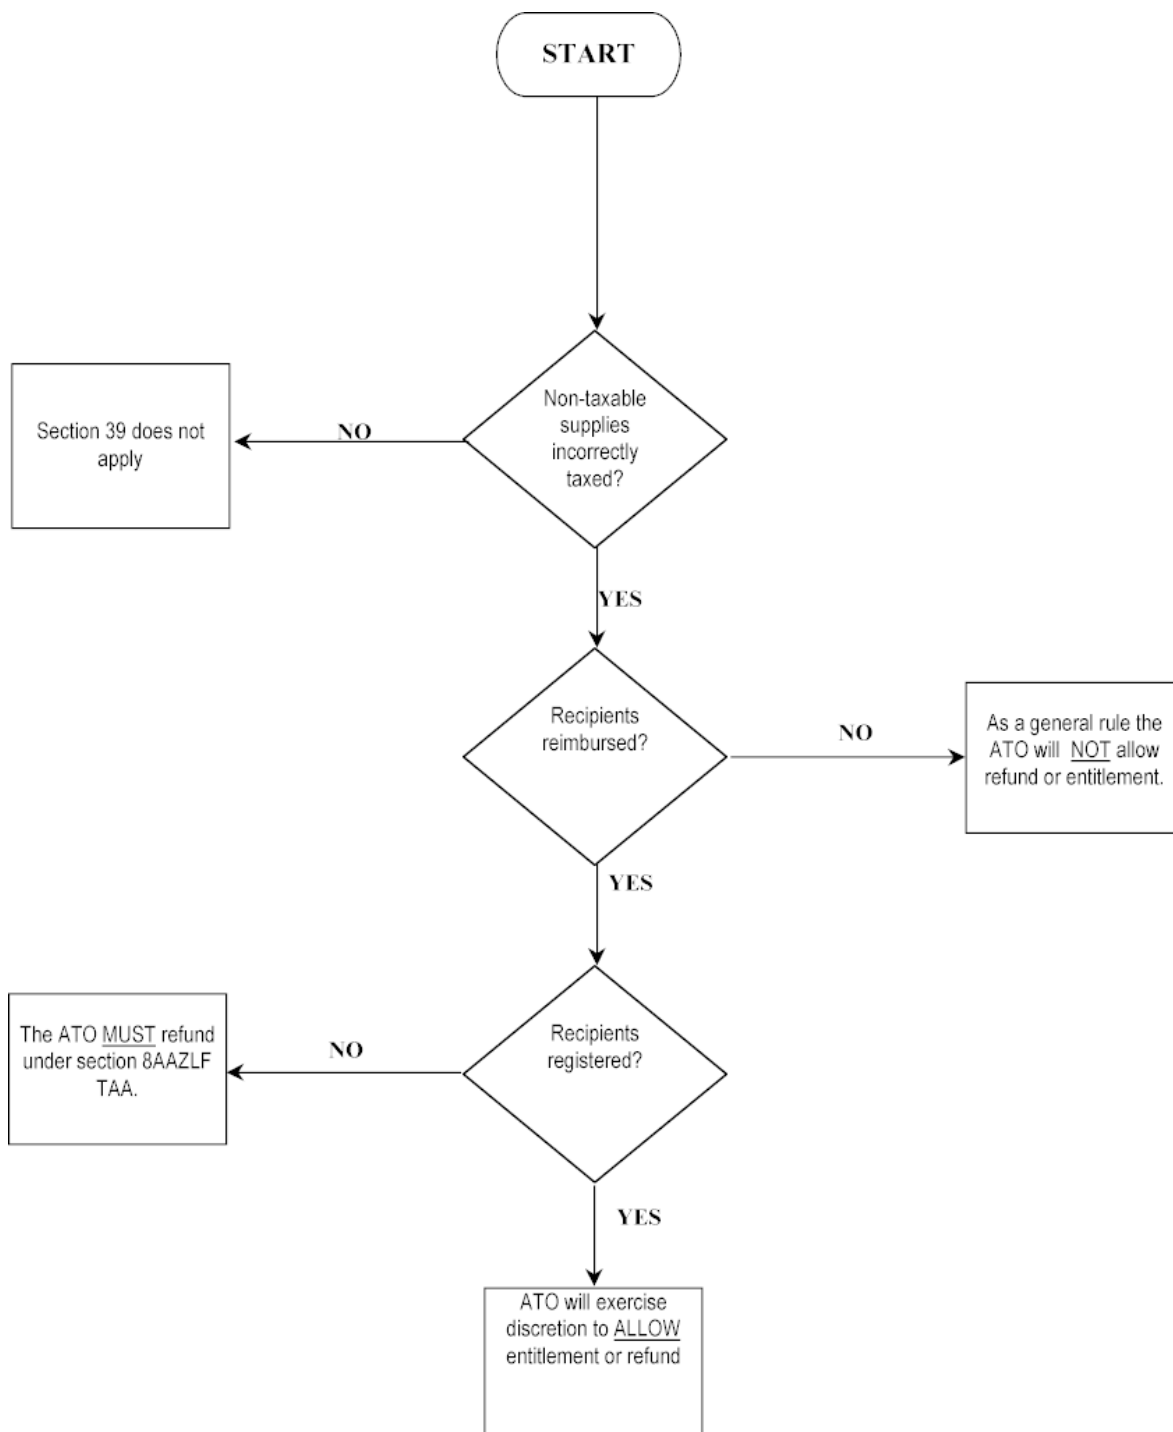 START
Non-taxable
supplies
incorrectly
taxed?
NO
Section 39 does not
apply
YES
Recipients
reimbursed?
NO
As a general rule the
ATO will NOT allow
refund or entitlement.
YES
Recipients
registered?
NO
The ATO MUST refund
under section 8AAZLF
TAA.
YES
ATO will exercise
discretion to ALLOW
entitlement or refund